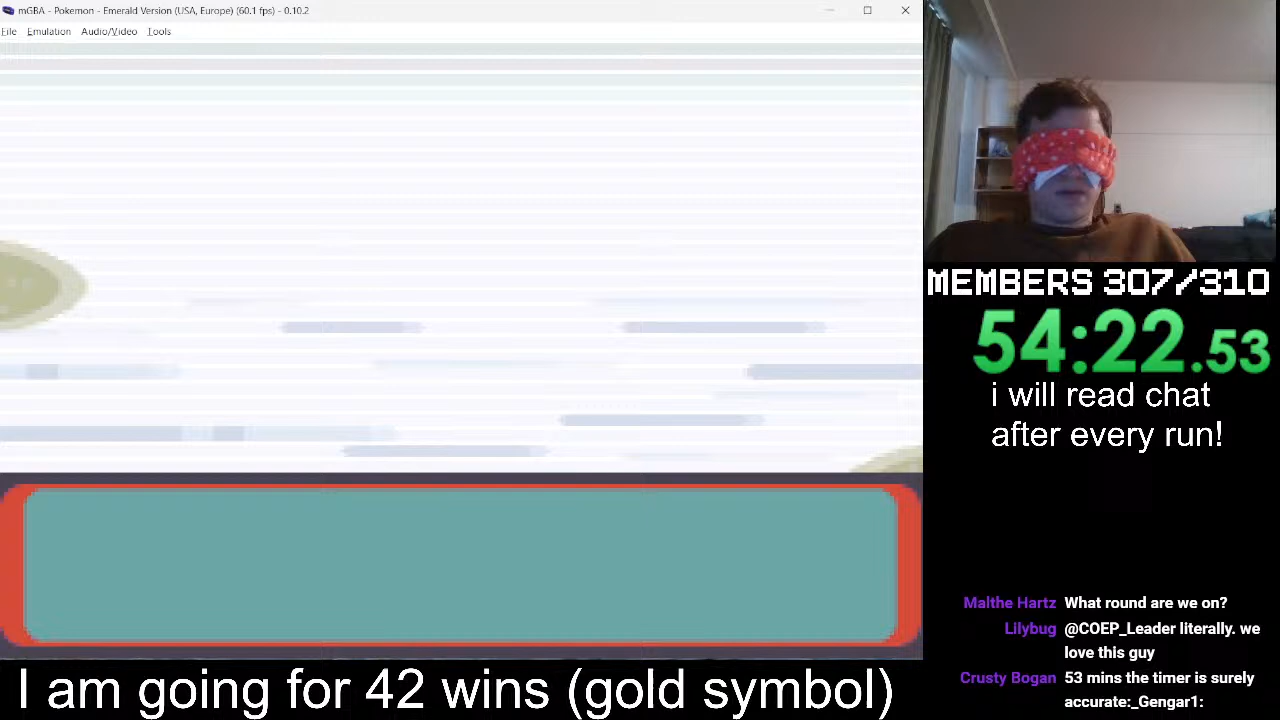 mGBA - Pokemon - Emerald Version (USA, Europe) (60.1 fps) - 0.10.2
File Emulation Audio/Video Tools
MEMBERS 307/310
54:22.53
i will read chat
after every run!
Malthe Hartz What round are we on?
Lilybug @COEP_Leader literally. we
love this guy
Crusty Bogan 53 mins the timer is surely
accurate:_Gengar1:
I am going for 42 wins (gold symbol)